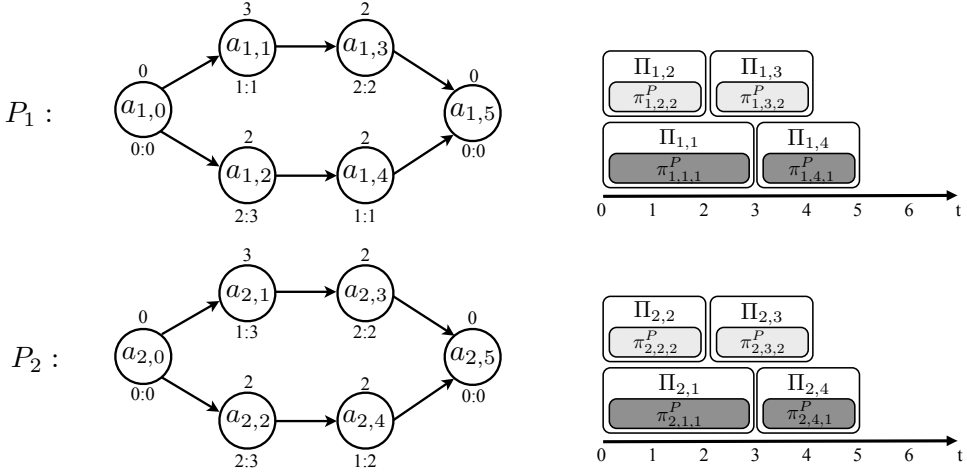 3 2
a1,1 a1,3
0 1:1 2:2 0
P1 : a1,0 a1,5
0:0 2 2 0:0
a1,2 a1,4
2:3 1:1
Π1,2 Π1,3
π^P_1,2,2 π^P_1,3,2
Π1,1 Π1,4
π^P_1,1,1 π^P_1,4,1
0 1 2 3 4 5 6 t
3 2
a2,1 a2,3
0 1:3 2:2 0
P2 : a2,0 a2,5
0:0 2 2 0:0
a2,2 a2,4
2:3 1:2
Π2,2 Π2,3
π^P_2,2,2 π^P_2,3,2
Π2,1 Π2,4
π^P_2,1,1 π^P_2,4,1
0 1 2 3 4 5 6 t